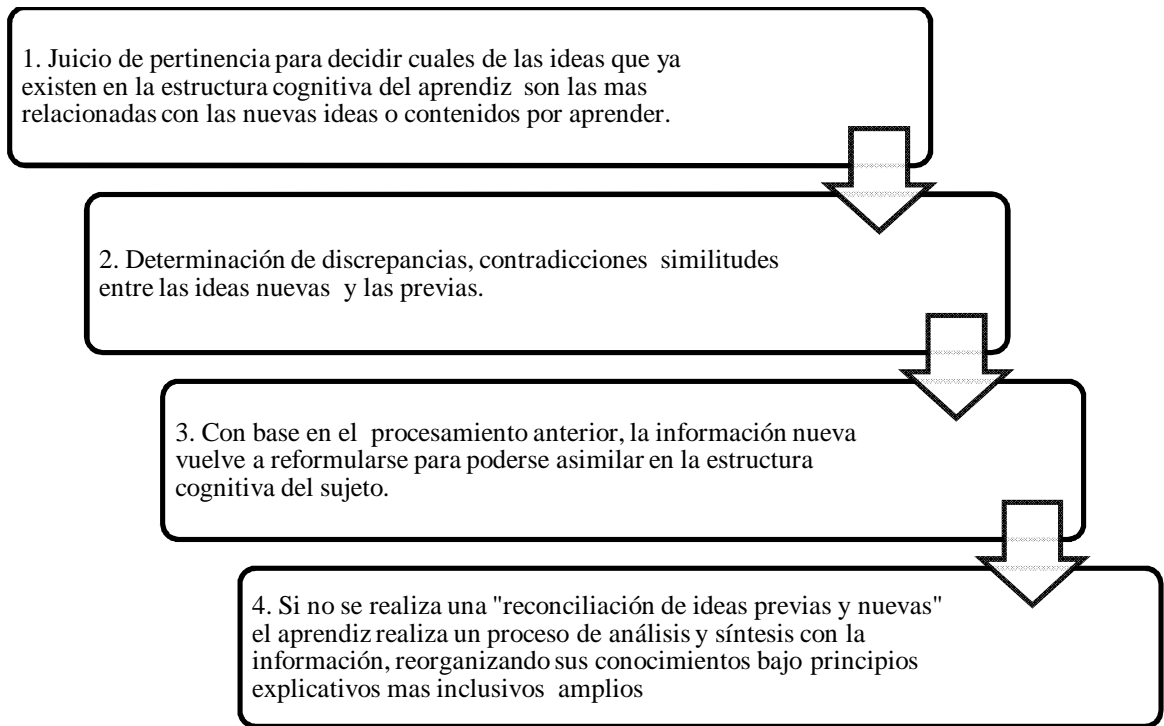 1. Juicio de pertinencia para decidir cuales de las ideas que ya
existen en la estructura cognitiva del aprendiz son las mas
relacionadas con las nuevas ideas o contenidos por aprender.
2. Determinación de discrepancias, contradicciones similitudes
entre las ideas nuevas y las previas.
3. Con base en el procesamiento anterior, la información nueva
vuelve a reformularse para poderse asimilar en la estructura
cognitiva del sujeto.
4. Si no se realiza una "reconciliación de ideas previas y nuevas"
el aprendiz realiza un proceso de análisis y síntesis con la
información, reorganizando sus conocimientos bajo principios
explicativos mas inclusivos amplios